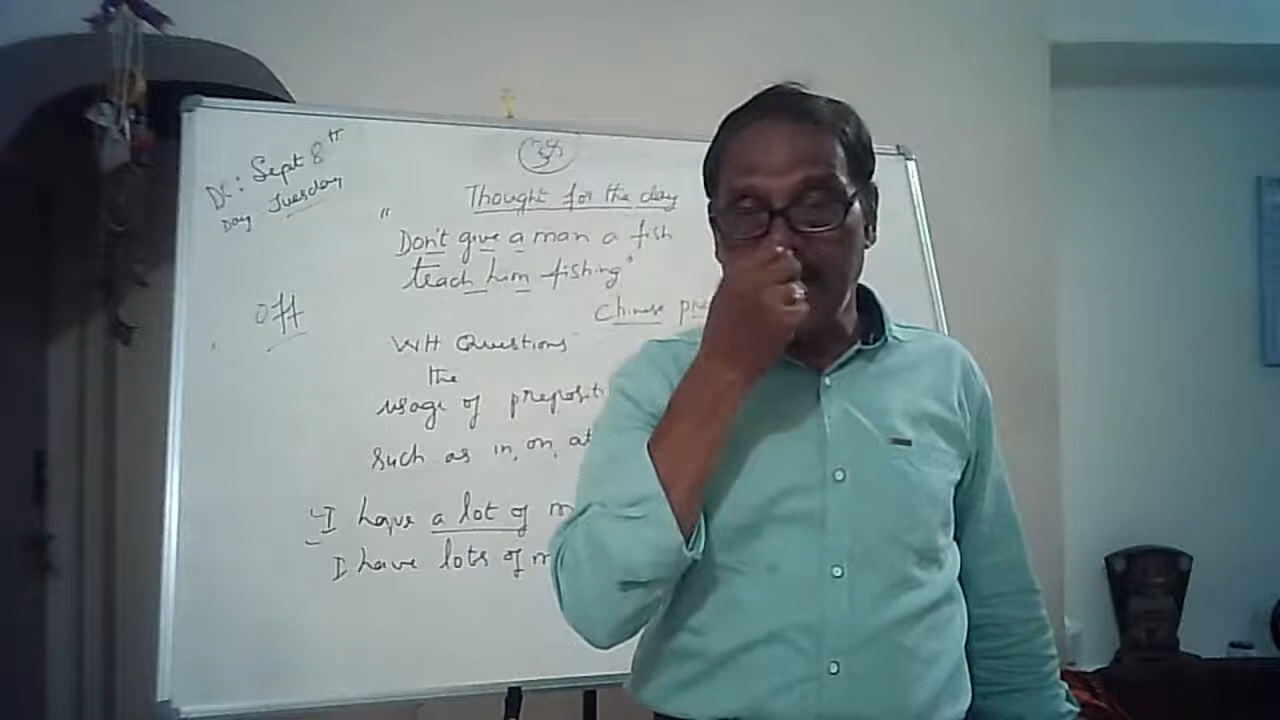 Dt: Sept 8th
Day Tuesday
Thought for the day
" Don't give a man a fish
teach him fishing"
Chinese
Off
WH Questions
the
usage of
such as in, on, at
"I have a lot of
I have lots of